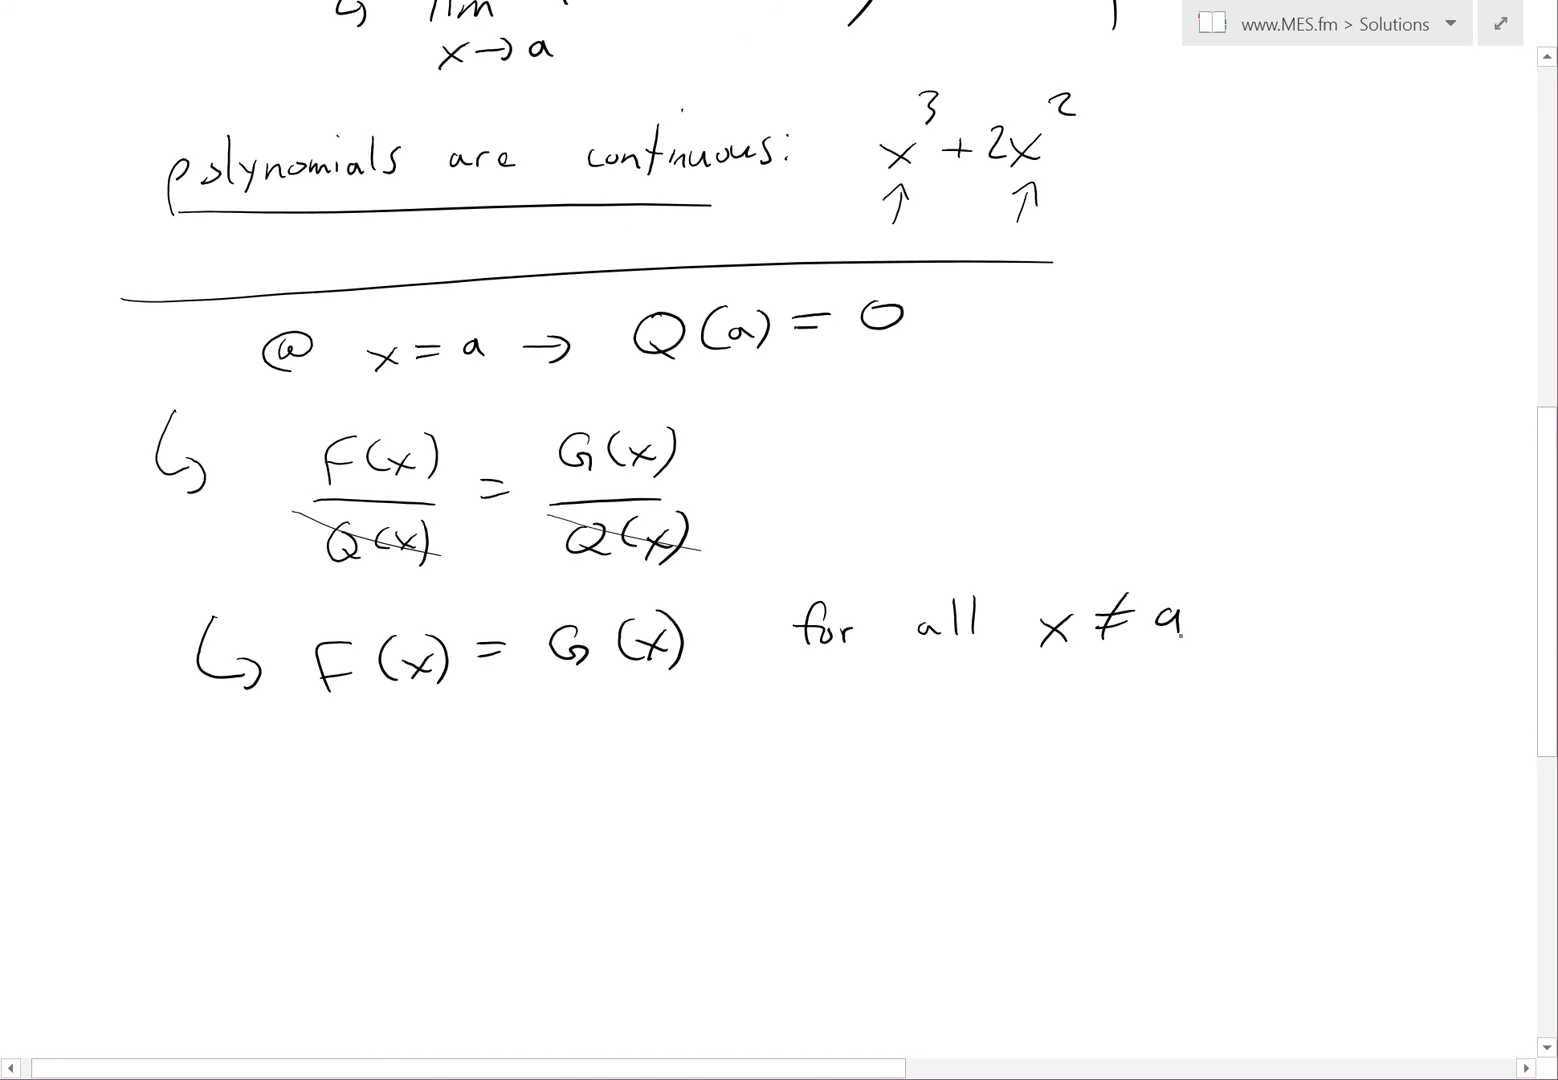 www.MES.fm > Solutions
lim
x → a
polynomials are continuous: x³ + 2x²
↑ ↑
@ x = a → Q(a) = 0
↳ F(x)/Q(x) = G(x)/Q(x)
↳ F(x) = G(x) for all x ≠ a